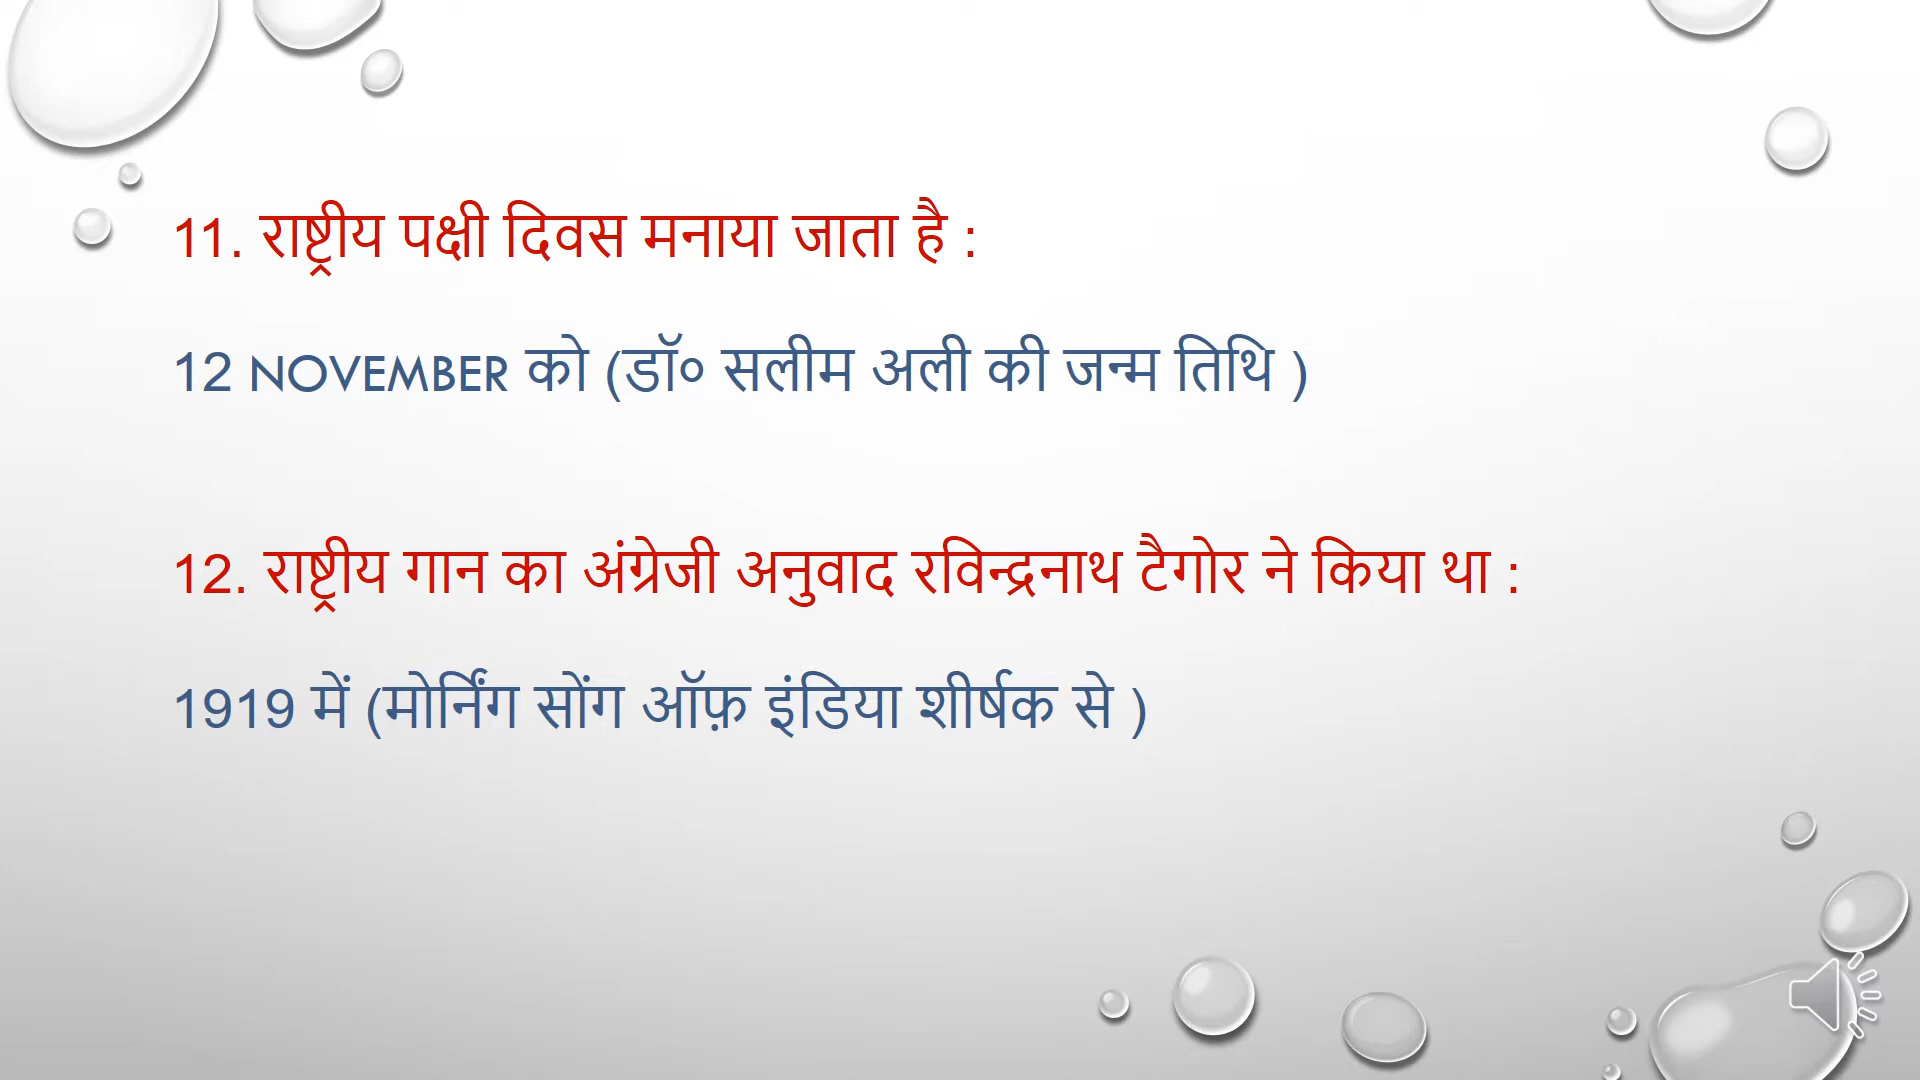 11. राष्ट्रीय पक्षी दिवस मनाया जाता है :
12 NOVEMBER को (डॉ० सलीम अली की जन्म तिथि )
12. राष्ट्रीय गान का अंग्रेजी अनुवाद रविन्द्रनाथ टैगोर ने किया था :
1919 में (मोर्निंग सोंग ऑफ़ इंडिया शीर्षक से )